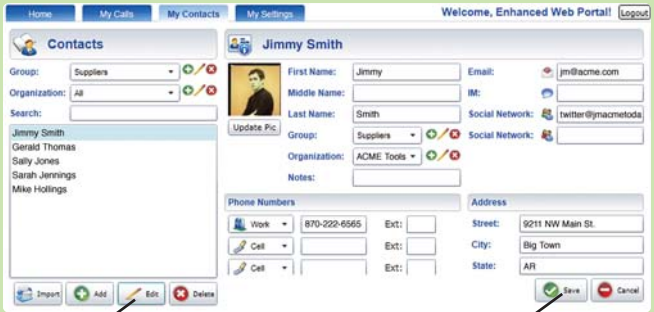 Home My Calls My Contacts My Settings Welcome, Enhanced Web Portal! Logout
Contacts
Group: Suppliers
Organization: All
Search:
Jimmy Smith
Gerald Thomas
Sally Jones
Sarah Jennings
Mike Hollings
Import Add Edit Delete
Jimmy Smith
Update Pic
First Name: Jimmy
Middle Name:
Last Name: Smith
Group: Suppliers
Organization: ACME Tools
Notes:
Email: jm@acme.com
IM:
Social Network: twitter@jmacmetoda
Social Network:
Phone Numbers
Work 870-222-6565 Ext:
Cell Ext:
Cell Ext:
Address
Street: 9211 NW Main St.
City: Big Town
State: AR
Save Cancel